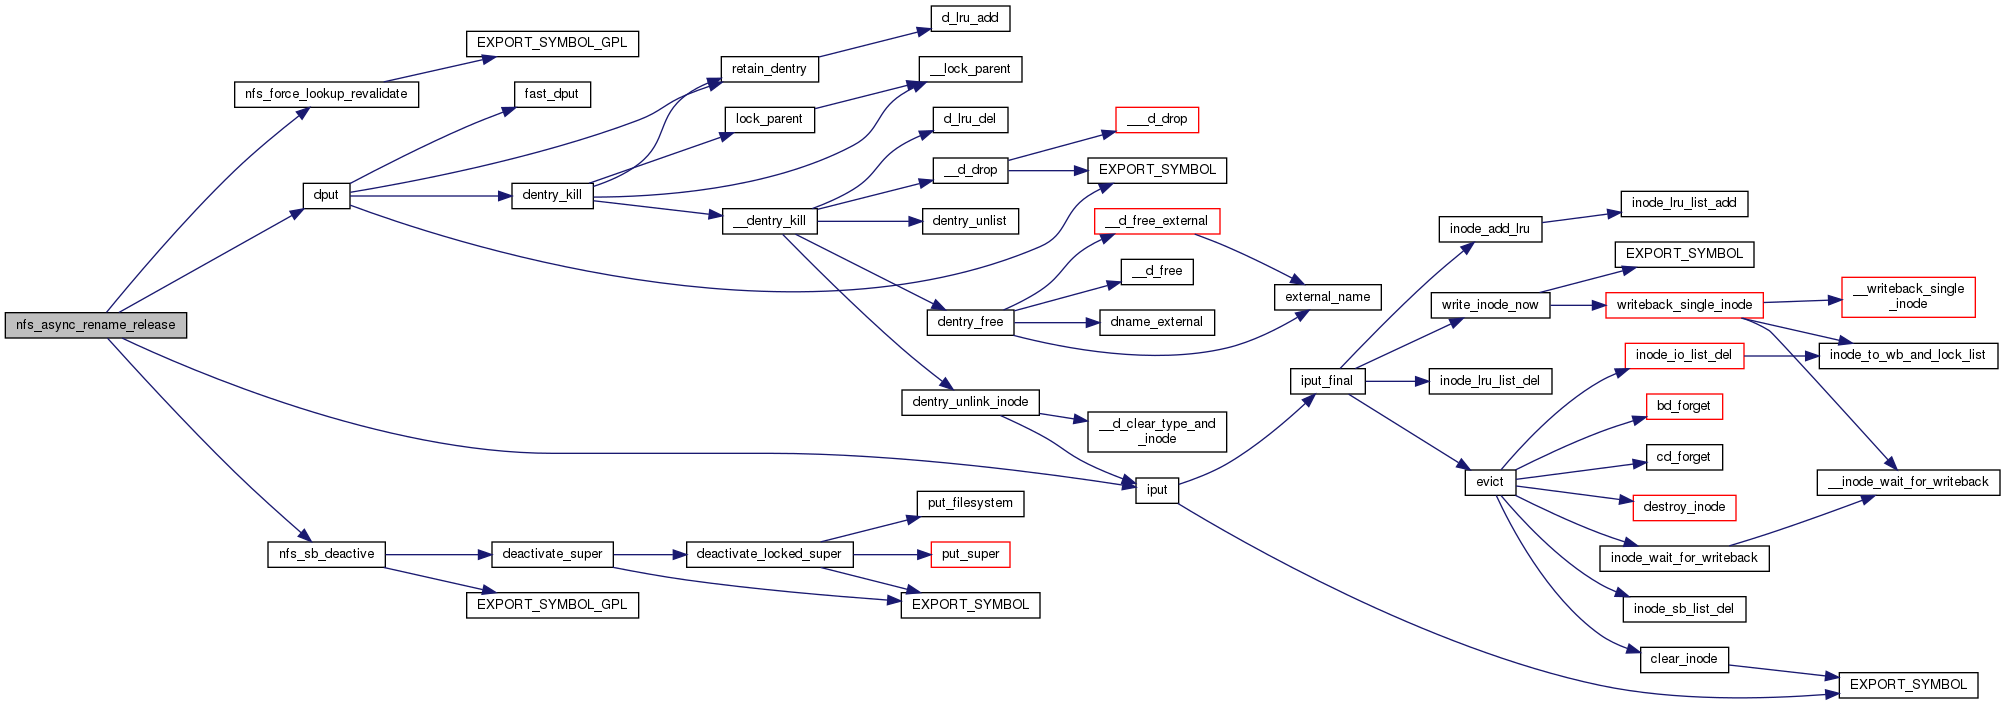 d_lru_add
EXPORT_SYMBOL_GPL
retain_dentry
__lock_parent
nfs_force_lookup_revalidate
fast_dput
lock_parent
d_lru_del
___d_drop
dput
dentry_kill
__d_drop
EXPORT_SYMBOL
__dentry_kill
dentry_unlist
__d_free_external
inode_lru_list_add
inode_add_lru
EXPORT_SYMBOL
__d_free
external_name
write_inode_now
writeback_single_inode
__writeback_single
_inode
nfs_async_rename_release
dentry_free
dname_external
inode_io_list_del
inode_to_wb_and_lock_list
iput_final
inode_lru_list_del
dentry_unlink_inode
bd_forget
__d_clear_type_and
_inode
cd_forget
iput
evict
__inode_wait_for_writeback
put_filesystem
destroy_inode
nfs_sb_deactive
deactivate_super
deactivate_locked_super
put_super
inode_wait_for_writeback
EXPORT_SYMBOL_GPL
EXPORT_SYMBOL
inode_sb_list_del
clear_inode
EXPORT_SYMBOL